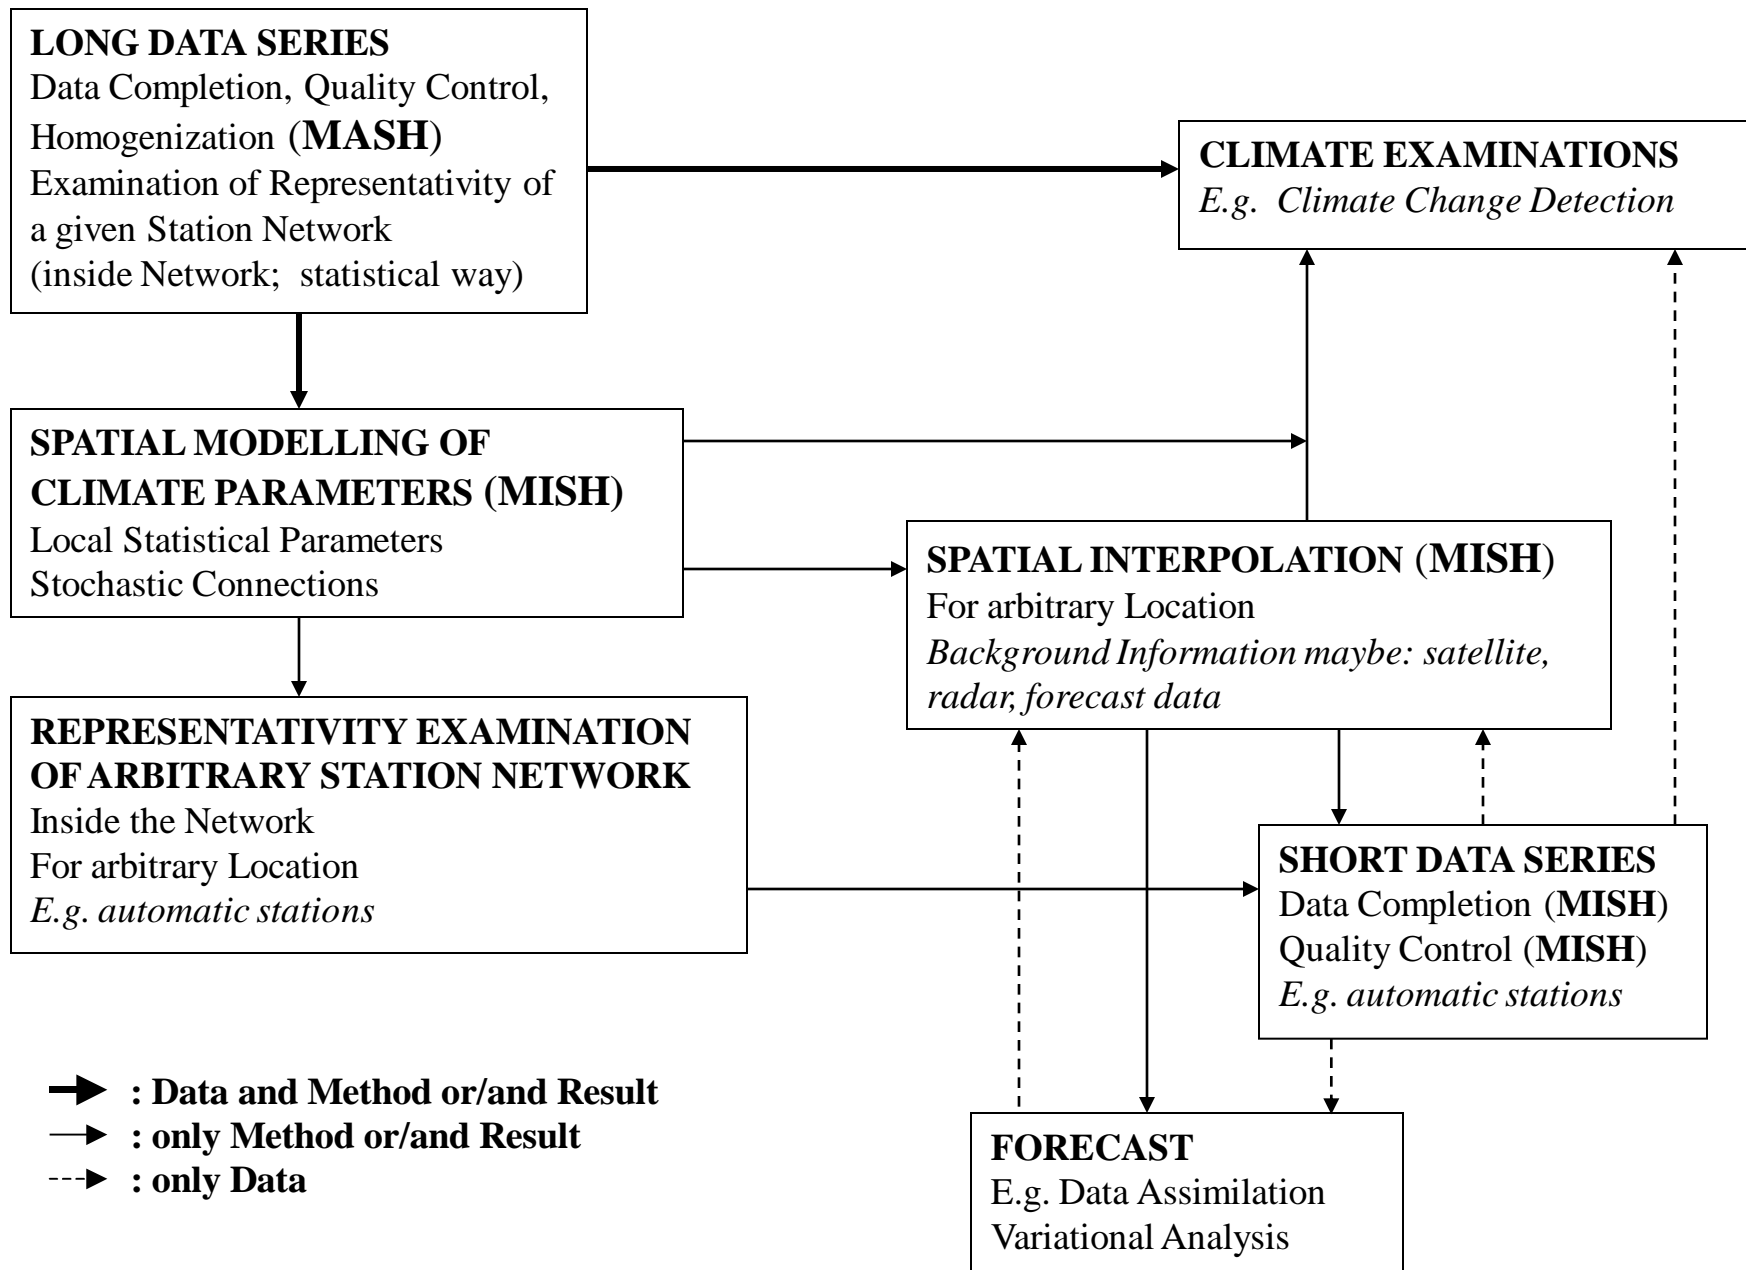 LONG DATA SERIES
Data Completion, Quality Control,
Homogenization (MASH)
Examination of Representativity of
a given Station Network
(inside Network; statistical way)
CLIMATE EXAMINATIONS
E.g. Climate Change Detection
SPATIAL MODELLING OF
CLIMATE PARAMETERS (MISH)
Local Statistical Parameters
Stochastic Connections
SPATIAL INTERPOLATION (MISH)
For arbitrary Location
Background Information maybe: satellite,
radar, forecast data
REPRESENTATIVITY EXAMINATION
OF ARBITRARY STATION NETWORK
Inside the Network
For arbitrary Location
E.g. automatic stations
SHORT DATA SERIES
Data Completion (MISH)
Quality Control (MISH)
E.g. automatic stations
: Data and Method or/and Result
: only Method or/and Result
: only Data
FORECAST
E.g. Data Assimilation
Variational Analysis